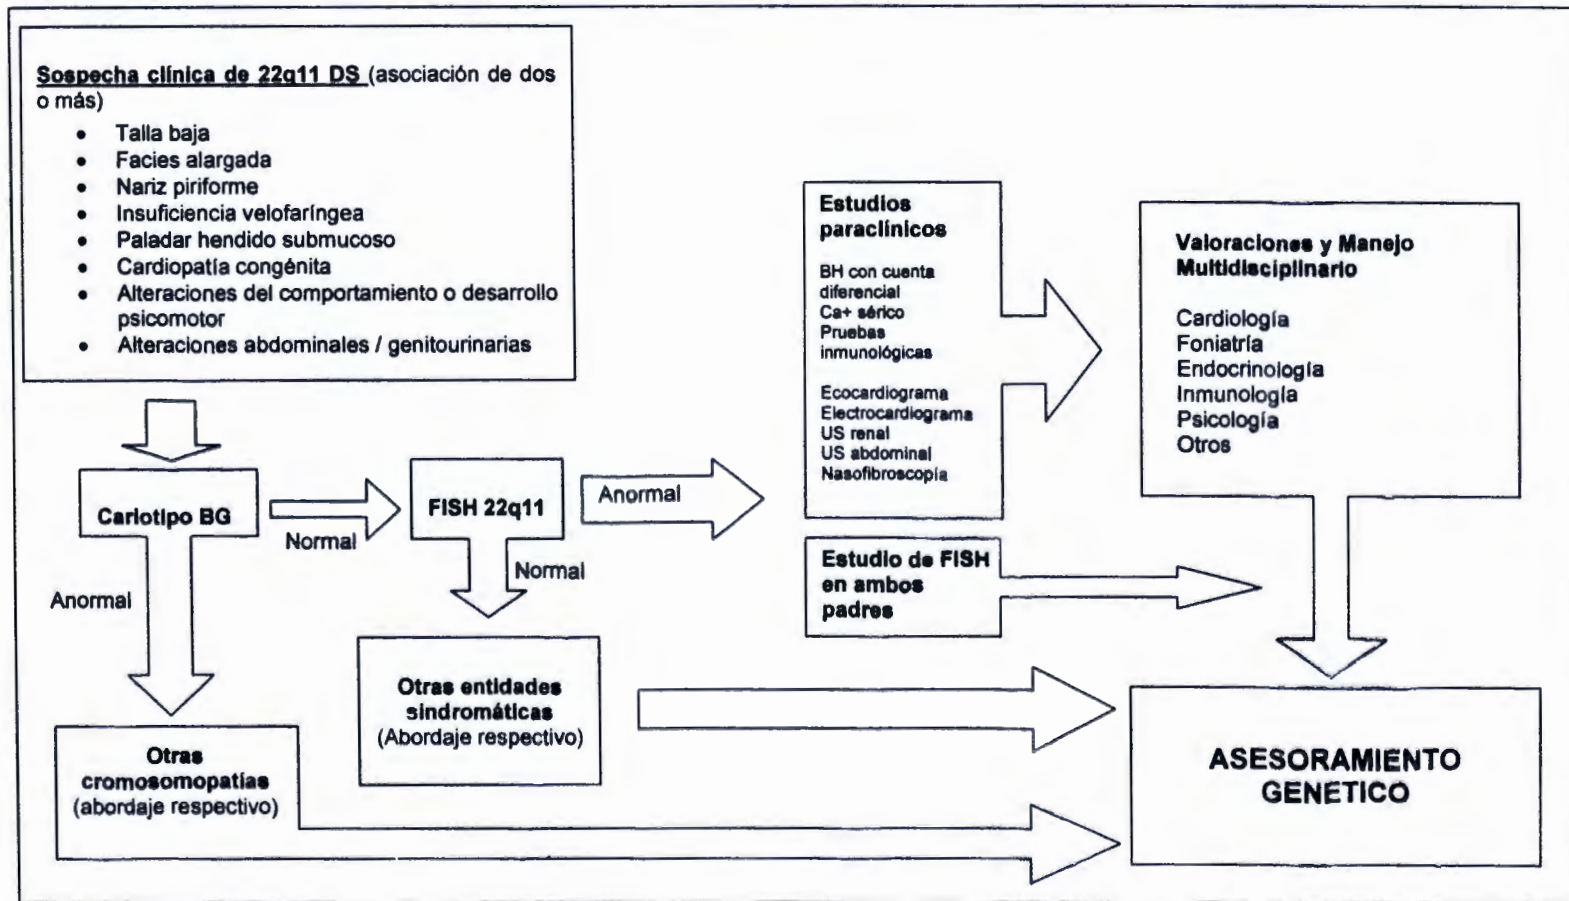 Sospecha clínica de 22q11 DS (asociación de dos
o más)
• Talla baja
• Facies alargada
• Nariz piriforme
• Insuficiencia velofaríngea
• Paladar hendido submucoso
• Cardiopatía congénita
• Alteraciones del comportamiento o desarrollo
psicomotor
• Alteraciones abdominales / genitourinarias
Cariotipo BG
Normal
Anormal
FISH 22q11
Anormal
Normal
Otras
cromosomopatías
(abordaje respectivo)
Otras entidades
sindromáticas
(Abordaje respectivo)
Estudios
paraclínicos
BH con cuenta
diferencial
Ca+ sérico
Pruebas
inmunológicas
Ecocardiograma
Electrocardiograma
US renal
US abdominal
Nasofibroscopía
Estudio de FISH
en ambos
padres
Valoraciones y Manejo
Multidisciplinario
Cardiología
Foniatría
Endocrinología
Inmunología
Psicología
Otros
ASESORAMIENTO
GENETICO